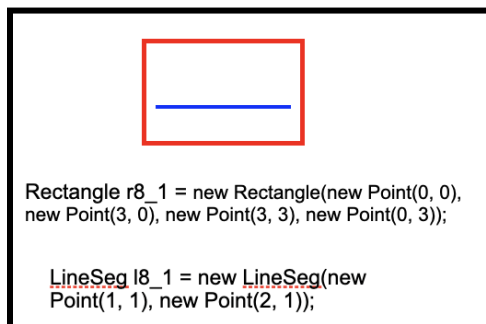 Rectangle r8_1 = new Rectangle(new Point(0, 0),
new Point(3, 0), new Point(3, 3), new Point(0, 3));
LineSeg l8_1 = new LineSeg(new
Point(1, 1), new Point(2, 1));